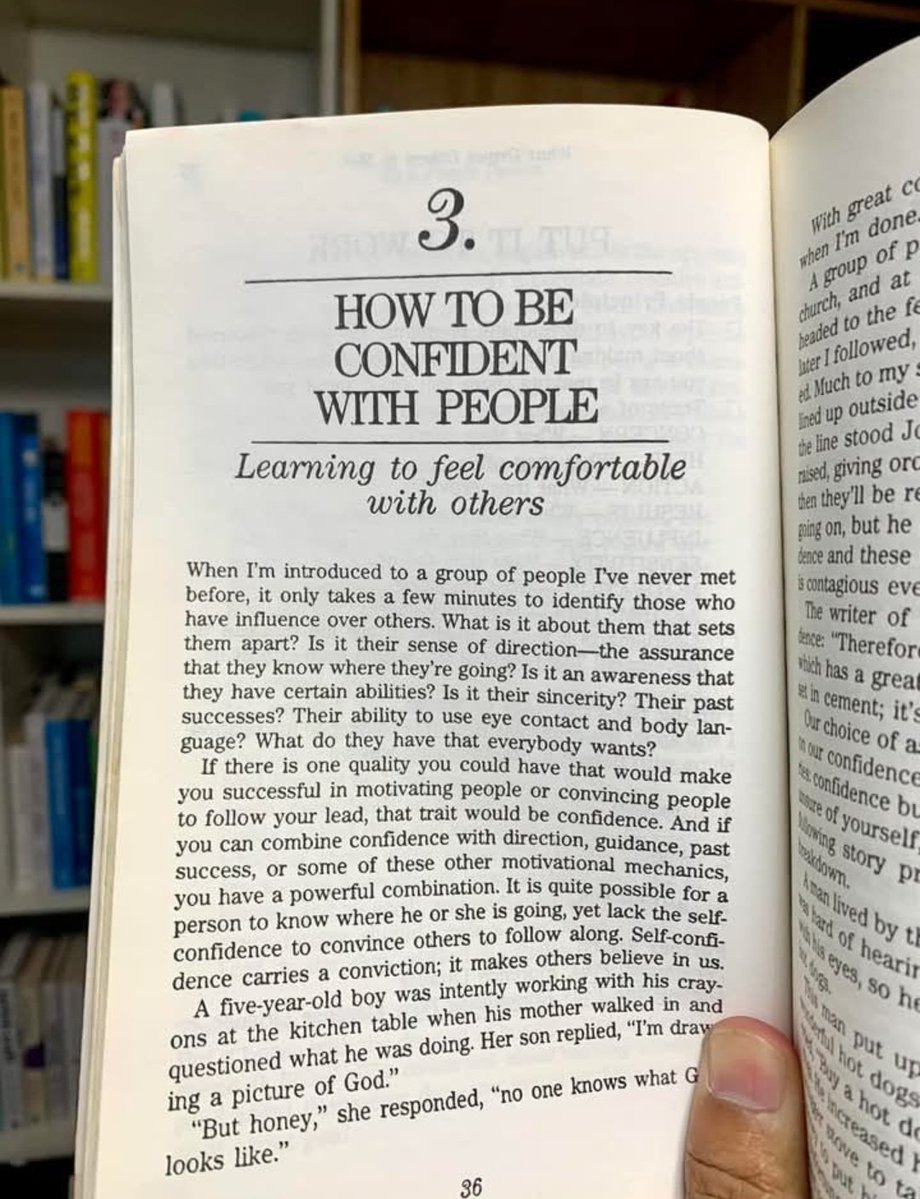 3.
HOW TO BE
CONFIDENT
WITH PEOPLE
Learning to feel comfortable
with others
When I'm introduced to a group of people I've never met
before, it only takes a few minutes to identify those who
have influence over others. What is it about them that sets
them apart? Is it their sense of direction—the assurance
that they know where they're going? Is it an awareness that
they have certain abilities? Is it their sincerity? Their past
successes? Their ability to use eye contact and body lan-
guage? What do they have that everybody wants?
If there is one quality you could have that would make
you successful in motivating people or convincing people
to follow your lead, that trait would be confidence. And if
you can combine confidence with direction, guidance, past
success, or some of these other motivational mechanics,
you have a powerful combination. It is quite possible for a
person to know where he or she is going, yet lack the self-
confidence to convince others to follow along. Self-confi-
dence carries a conviction; it makes others believe in us.
A five-year-old boy was intently working with his cray-
ons at the kitchen table when his mother walked in and
questioned what he was doing. Her son replied, "I'm draw-
ing a picture of God."
"But honey," she responded, "no one knows what
looks like."
36
With great
when I'm done.
A group of
church, and at
headed to the
later I followed,
ed. Much to my
lined up outside
the line stood
raised, giving
then they'll be
going on, but he
dence and these
is contagious
The writer of
dence:
which has a great
set in cement; it's
Our choice of
on our confidence
confidence
unsure of yourself,
following story
breakdown.
A man lived by
was hard of
with his eyes, so
hot dogs.
This man put up
wonderful hot dogs
"Buy a hot
He increased
stove to
to put